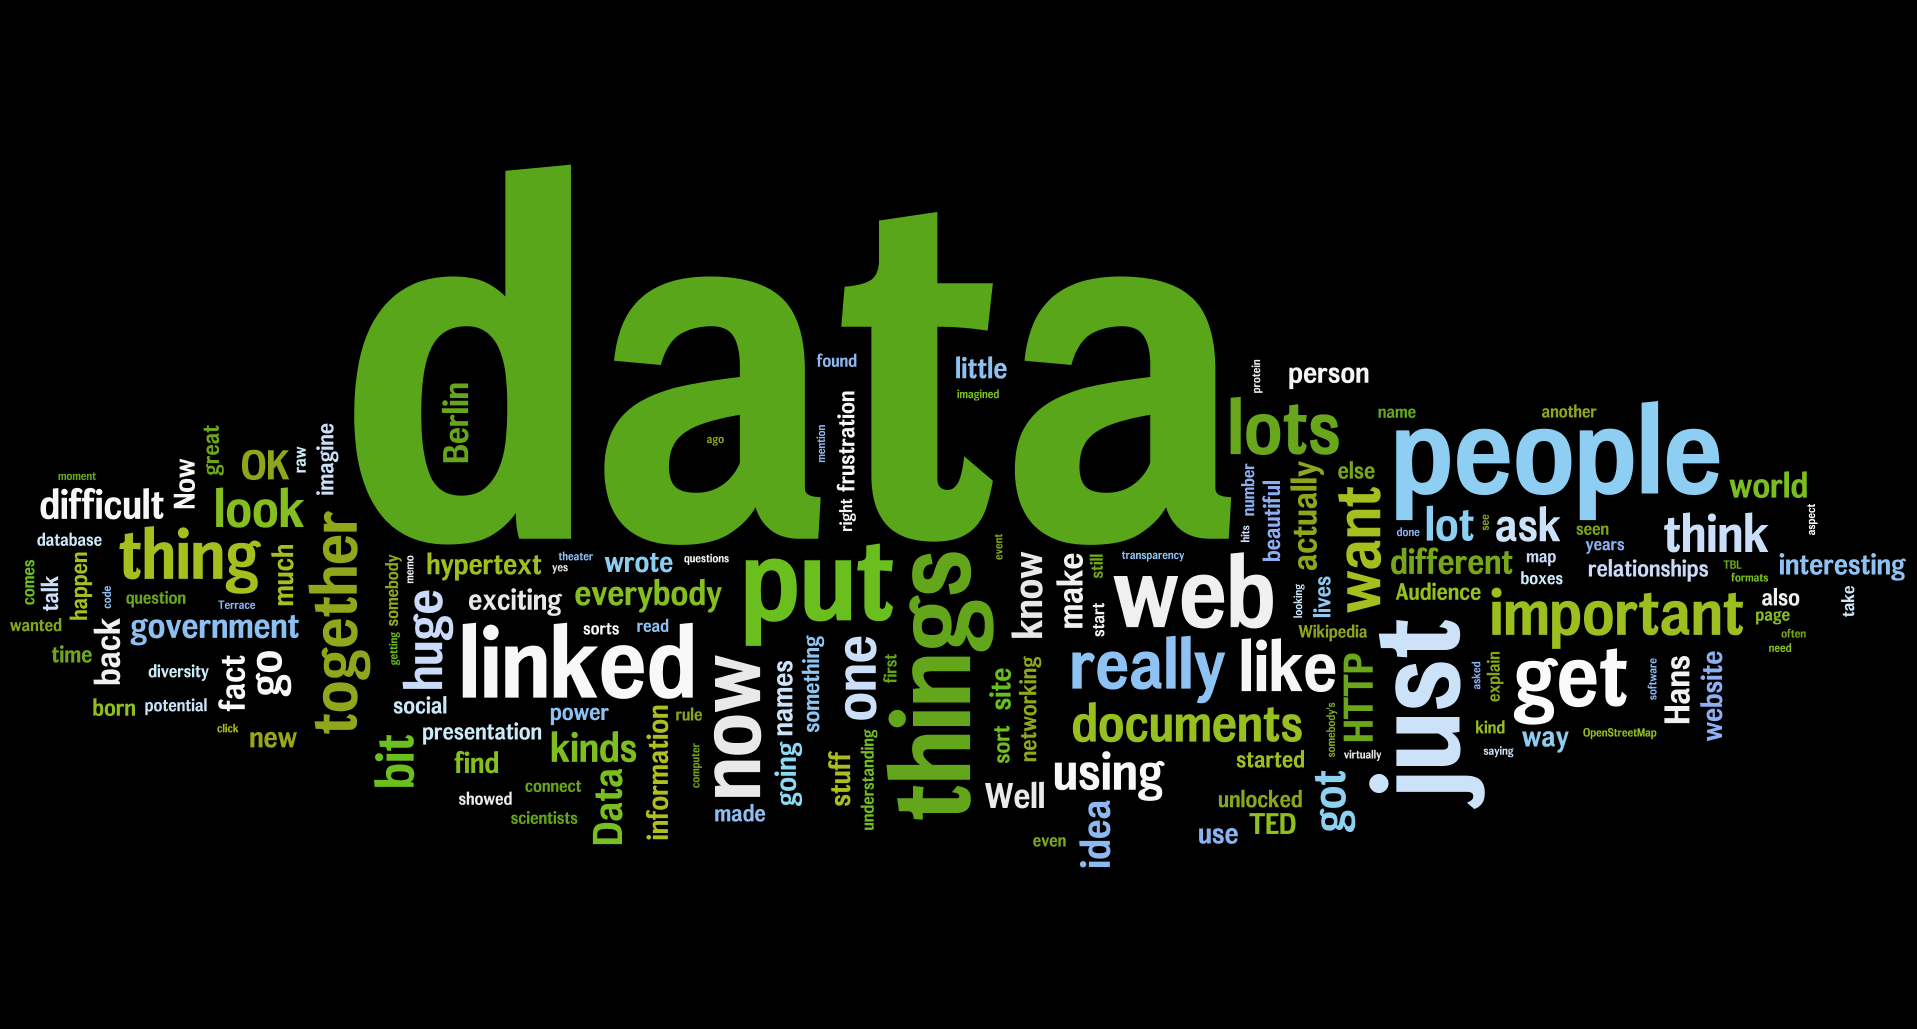 data
Berlin
ago
found
mention
frustration
right
little
imagined
protein
person
lots
name
another
people
great
imagine
OK
raw
Now
moment
difficult
look
database
thing
much
together
happen
comes
talk
code
question
Terrace
wanted
government
time
back
diversity
fact
go
born
potential
click
new
number
beautiful
hits
actually
else
want
world
done
lot
see
ask
seen
years
think
aspect
different
map
boxes
relationships
TBL
formats
interesting
Audience
important
also
page
take
often
need
somebody
memo
hypertext
theater
yes
wrote
questions
exciting
everybody
getting
huge
sorts
read
linked
social
presentation
power
rule
bit
find
kinds
connect
showed
scientists
Data
information
computer
put
things
event
now
names
something
one
first
going
stuff
understanding
made
know
make
still
start
transparency
web
looking
lives
Wikipedia
site
sort
networking
really
like
HTTP
documents
somebody's
virtually
started
Well
using
unlocked
TED
got
use
idea
even
just
asked
explain
get
software
Hans
website
kind
way
OpenStreetMap
saying